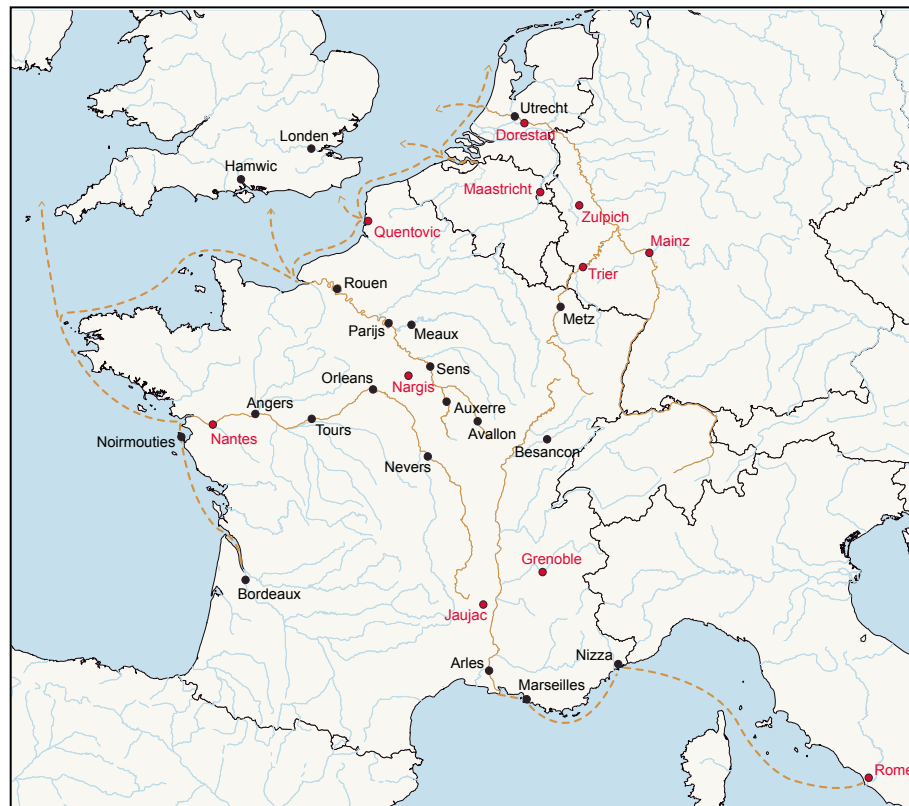 Utrecht
Dorestad
Londen
Hamwic
Maastricht
Zulpich
Quentovic
Mainz
Trier
Rouen
Metz
Parijs
Meaux
Sens
Orleans
Nargis
Auxerre
Angers
Avallon
Nantes
Tours
Noirmouties
Besancon
Nevers
Grenoble
Bordeaux
Jaujac
Nizza
Arles
Marseilles
Rome